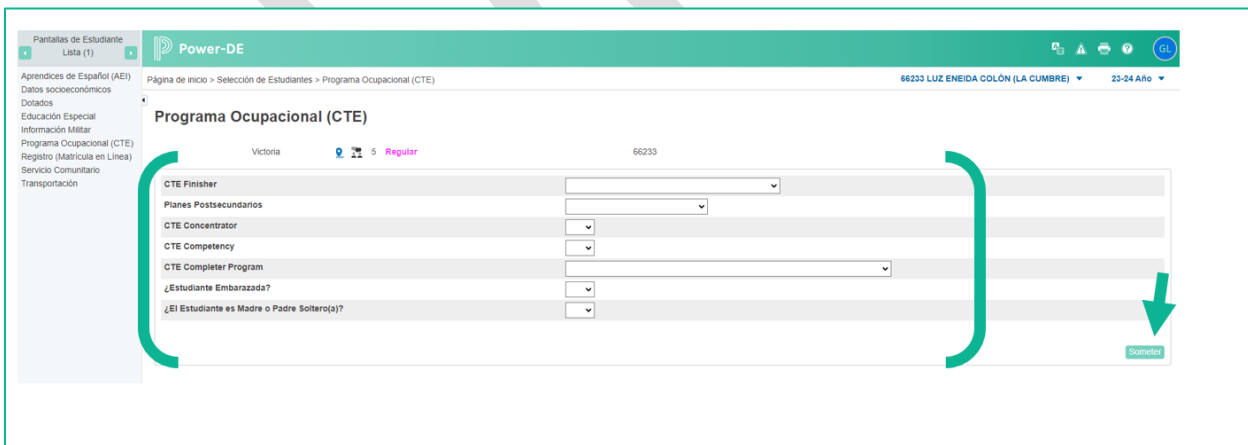 Pantallas de Estudiante
Lista (1)
Power-DE
GL
Aprendices de Español (AEI)
Datos socioeconómicos
Dotados
Educación Especial
Información Militar
Programa Ocupacional (CTE)
Registro (Matrícula en Línea)
Servicio Comunitario
Transportación
Página de inicio > Selección de Estudiantes > Programa Ocupacional (CTE)
66233 LUZ ENEIDA COLÓN (LA CUMBRE)
23-24 Año
Programa Ocupacional (CTE)
Victoria 5 Regular 66233
CTE Finisher
Planes Postsecundarios
CTE Concentrator
CTE Competency
CTE Completer Program
¿Estudiante Embarazada?
¿El Estudiante es Madre o Padre Soltero(a)?
Someter